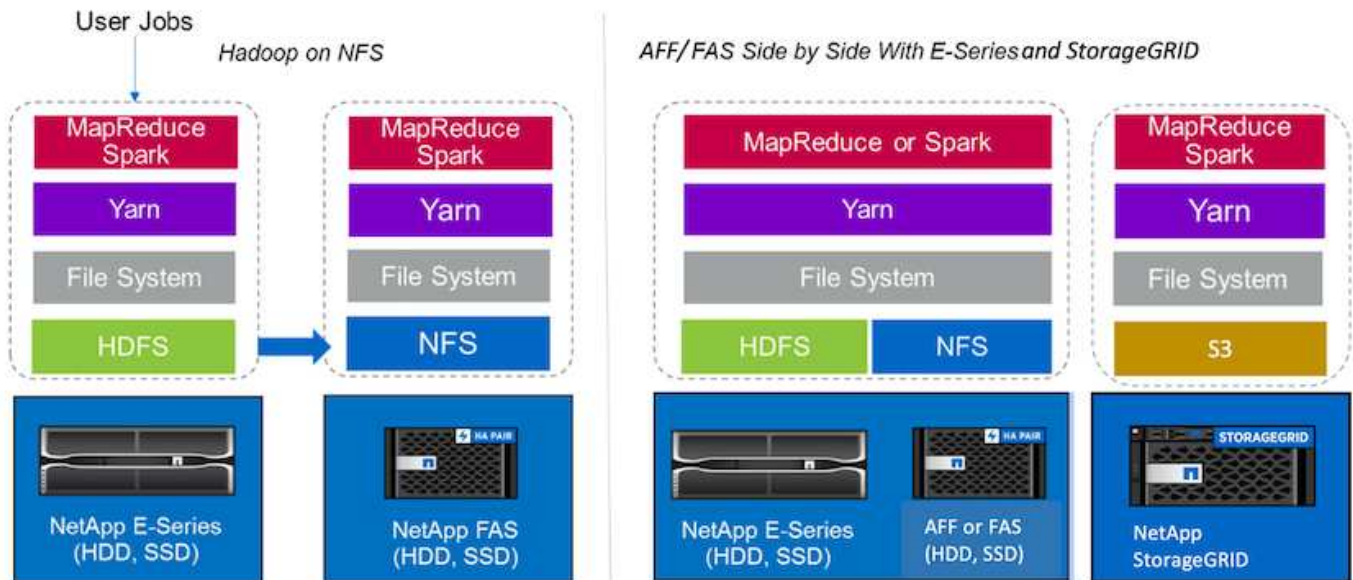 User Jobs
Hadoop on NFS
MapReduce
Spark
Yarn
File System
HDFS
NetApp E-Series
(HDD, SSD)
MapReduce
Spark
Yarn
File System
NFS
HA PAIR
NetApp FAS
(HDD, SSD)
AFF/FAS Side by Side With E-Series and StorageGRID
MapReduce or Spark
Yarn
File System
HDFS
NFS
NetApp E-Series
(HDD, SSD)
HA PAIR
AFF or FAS
(HDD, SSD)
MapReduce
Spark
Yarn
File System
S3
STORAGEGRID
NetApp
StorageGRID